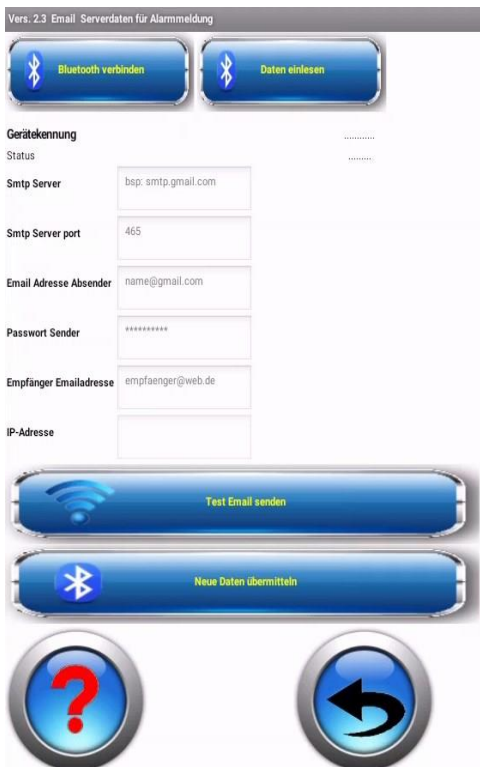 Vers. 2.3 Email Serverdaten für Alarmmeldung
Bluetooth verbinden
Daten einlesen
Gerätekennung ............
Status .........
Smtp Server bsp: smtp.gmail.com
Smtp Server port 465
Email Adresse Absender name@gmail.com
Passwort Sender **********
Empfänger Emailadresse empfaenger@web.de
IP-Adresse
Test Email senden
Neue Daten übermitteln
?